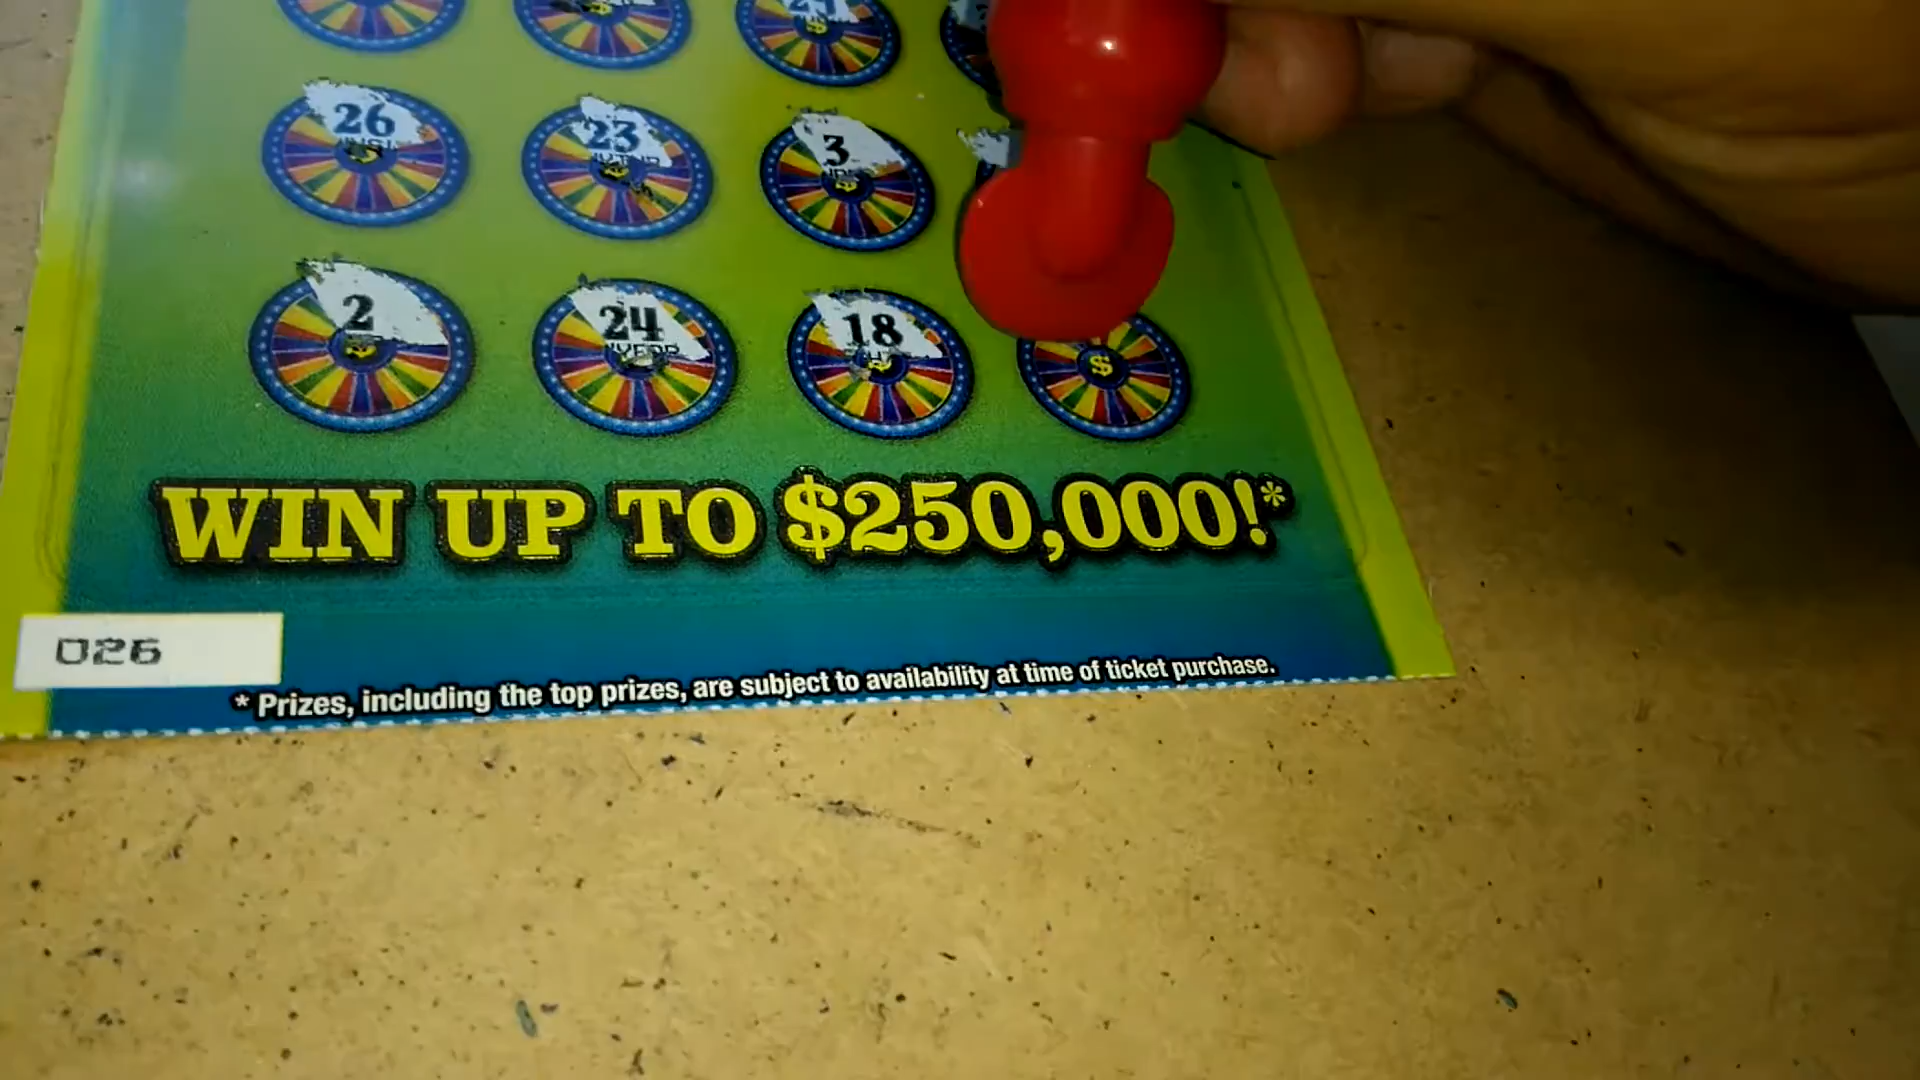 26 23 3
2 24 18 $
WIN UP TO $250,000!*
026
* Prizes, including the top prizes, are subject to availability at time of ticket purchase.